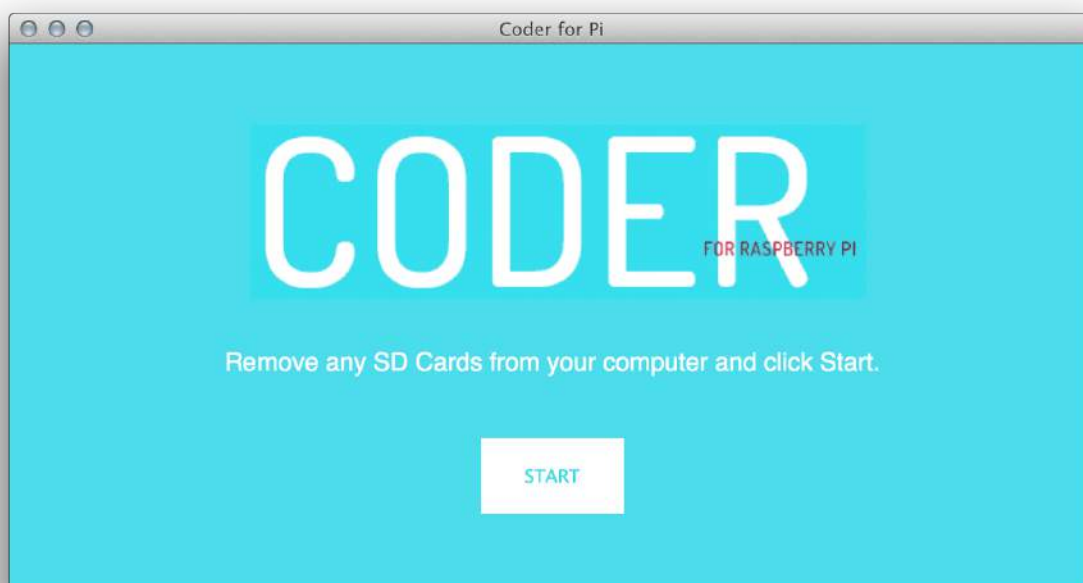 Coder for Pi
CODER
FOR RASPBERRY PI
Remove any SD Cards from your computer and click Start.
START